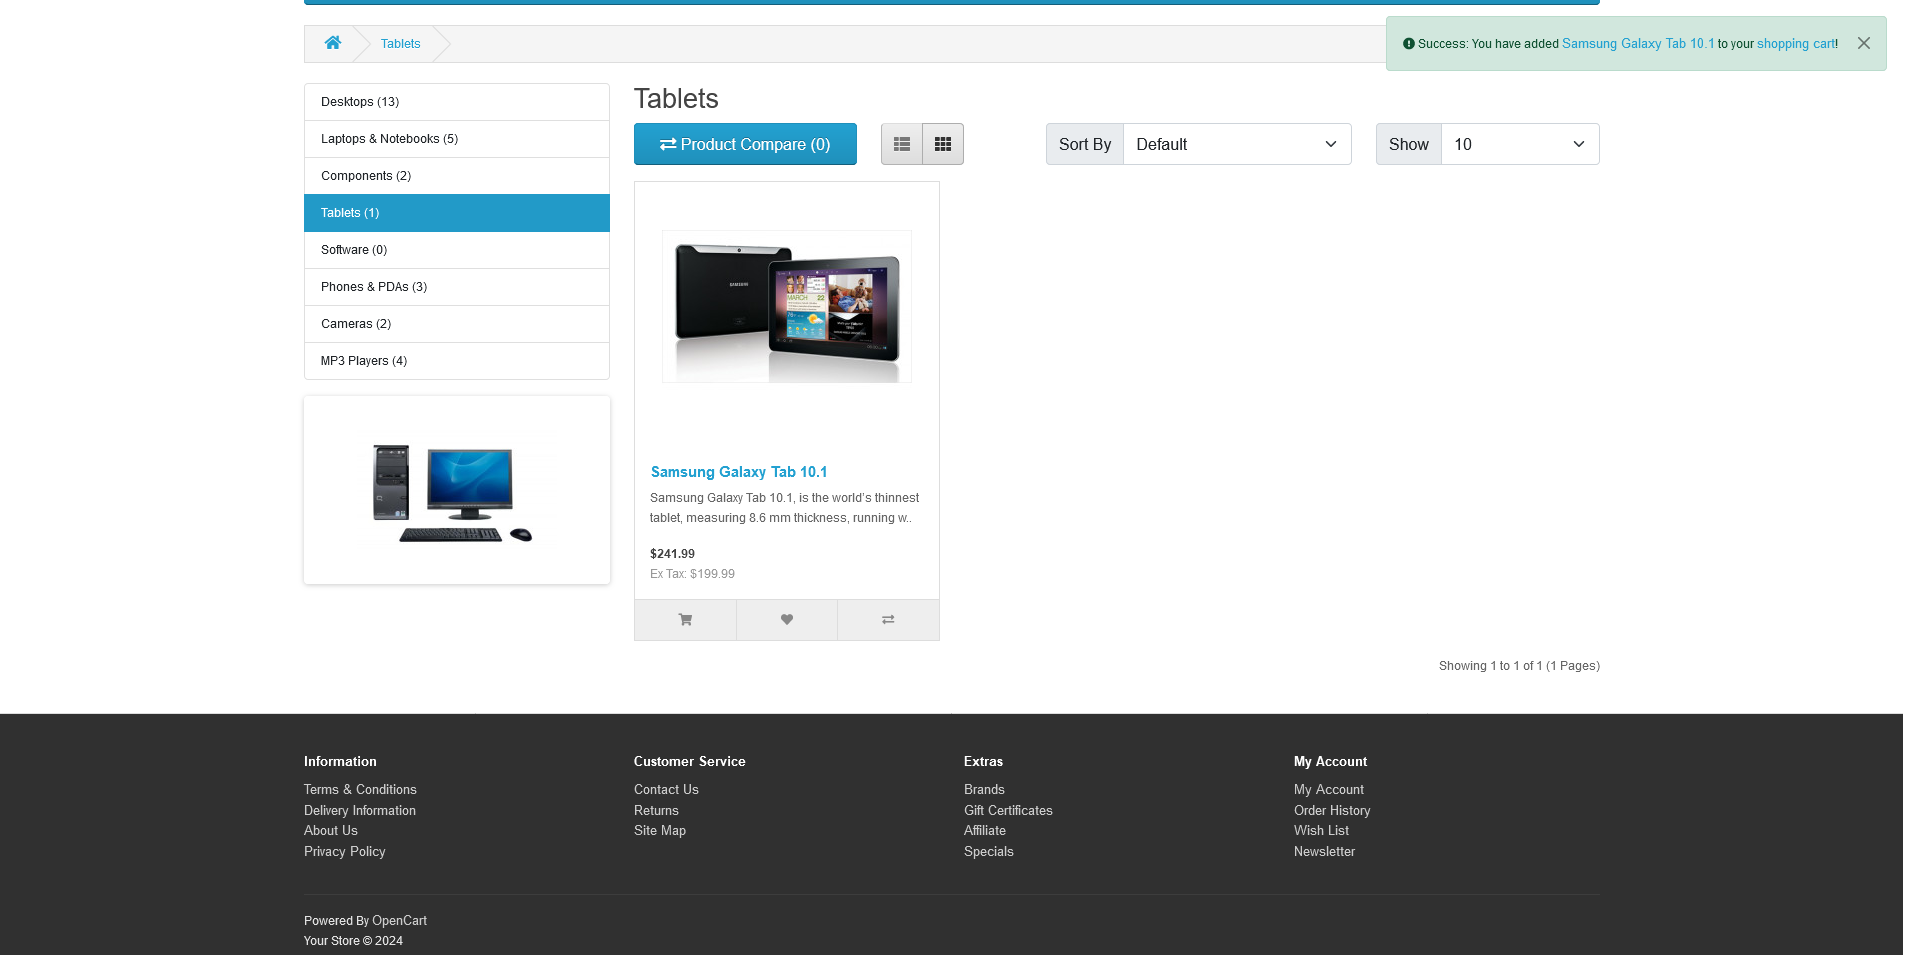 Tablets
Success: You have added Samsung Galaxy Tab 10.1 to your shopping cart!
Desktops (13)
Laptops & Notebooks (5)
Components (2)
Tablets (1)
Software (0)
Phones & PDAs (3)
Cameras (2)
MP3 Players (4)
Tablets
Product Compare (0)
Sort By
Default
Show
10
SAMSUNG
MARCH 22
Samsung Galaxy Tab 10.1
Samsung Galaxy Tab 10.1, is the world's thinnest
tablet, measuring 8.6 mm thickness, running w..
$241.99
Ex Tax: $199.99
Showing 1 to 1 of 1 (1 Pages)
Information
Terms & Conditions
Delivery Information
About Us
Privacy Policy
Customer Service
Contact Us
Returns
Site Map
Extras
Brands
Gift Certificates
Affiliate
Specials
My Account
My Account
Order History
Wish List
Newsletter
Powered By OpenCart
Your Store © 2024